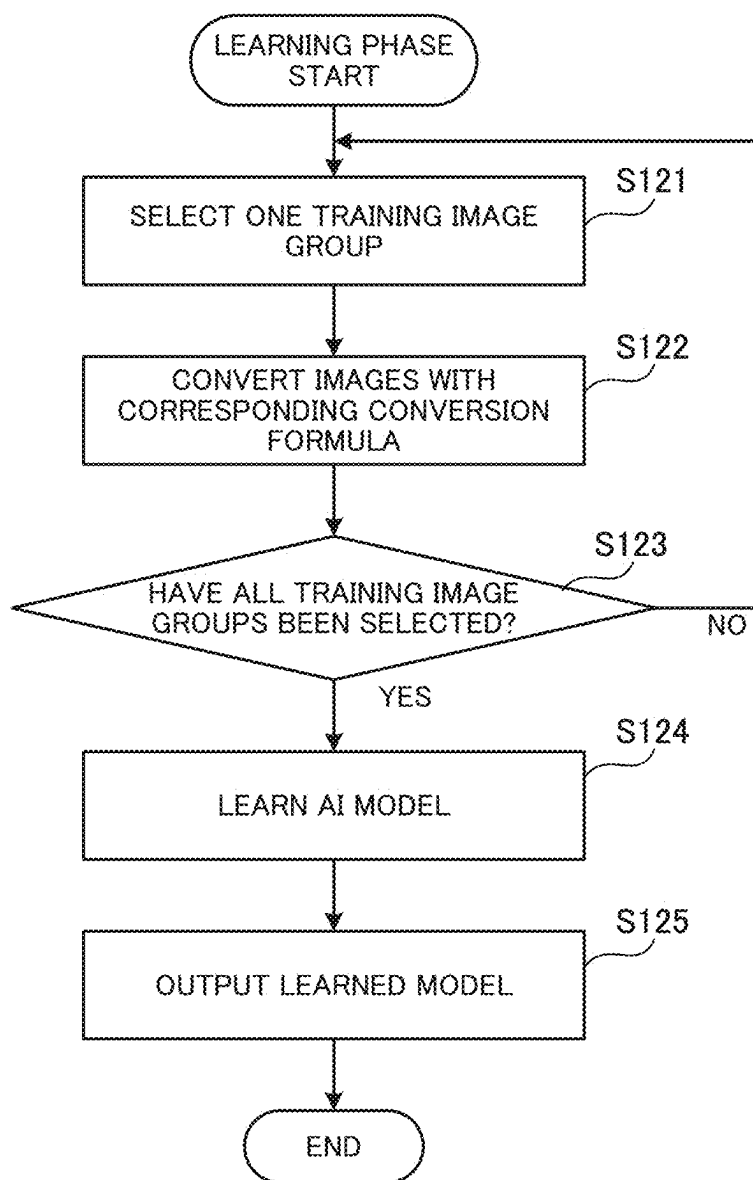 LEARNING PHASE
START
S121
SELECT ONE TRAINING IMAGE
GROUP
S122
CONVERT IMAGES WITH
CORRESPONDING CONVERSION
FORMULA
S123
HAVE ALL TRAINING IMAGE
GROUPS BEEN SELECTED?
NO
YES
S124
LEARN AI MODEL
S125
OUTPUT LEARNED MODEL
END